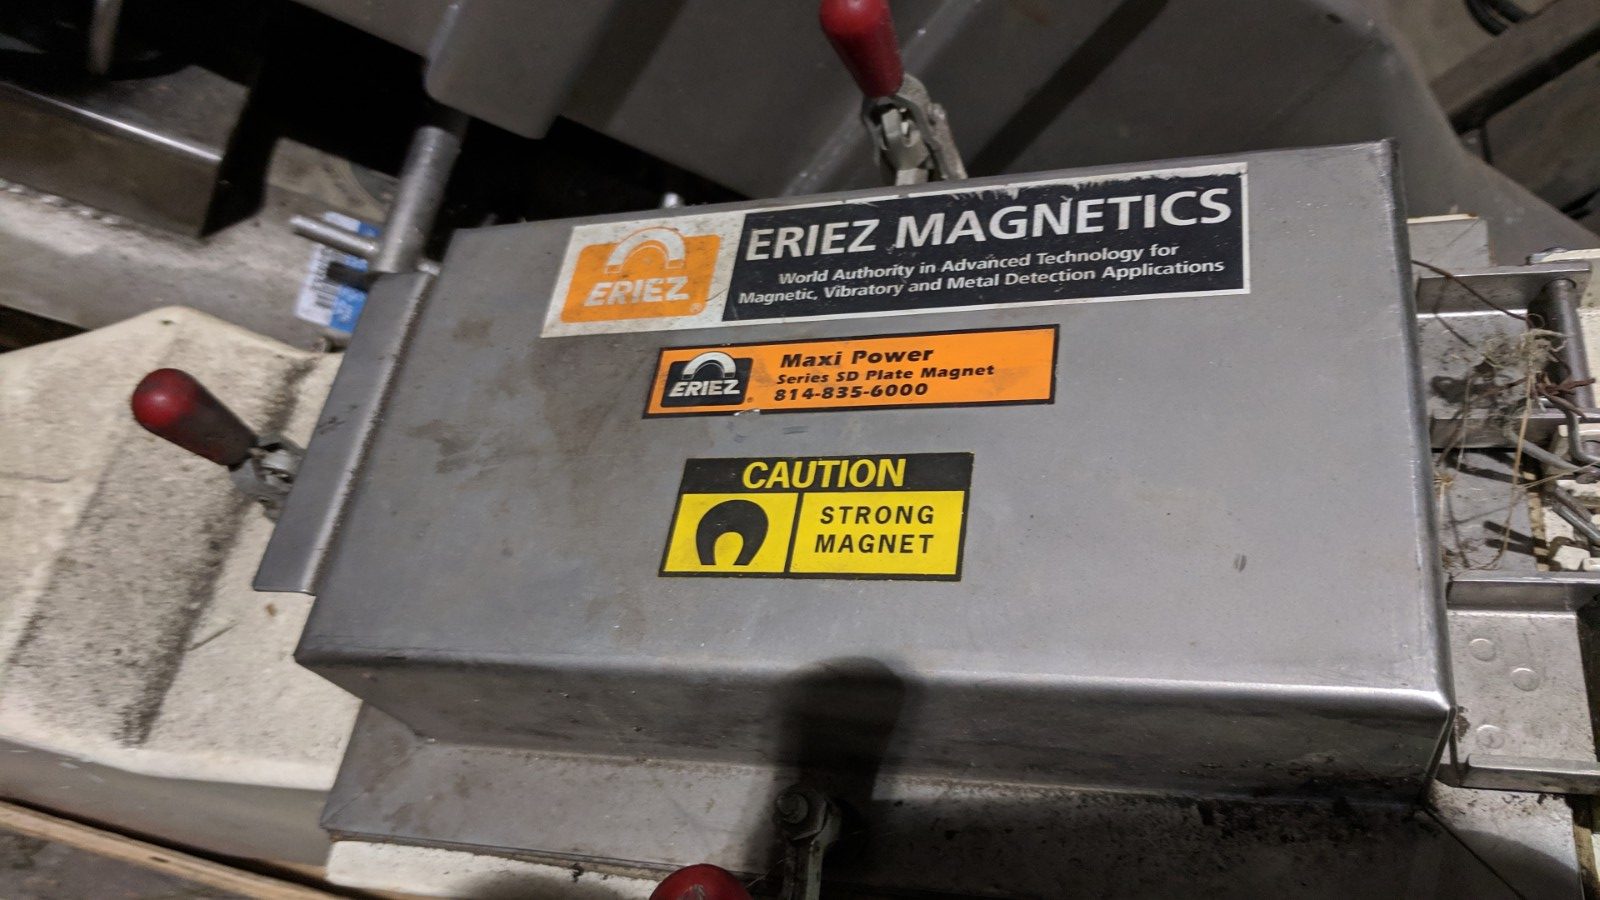 ERIEZ®
ERIEZ MAGNETICS
World Authority in Advanced Technology for
Magnetic, Vibratory and Metal Detection Applications
ERIEZ®
Maxi Power
Series SD Plate Magnet
814-835-6000
CAUTION
STRONG
MAGNET